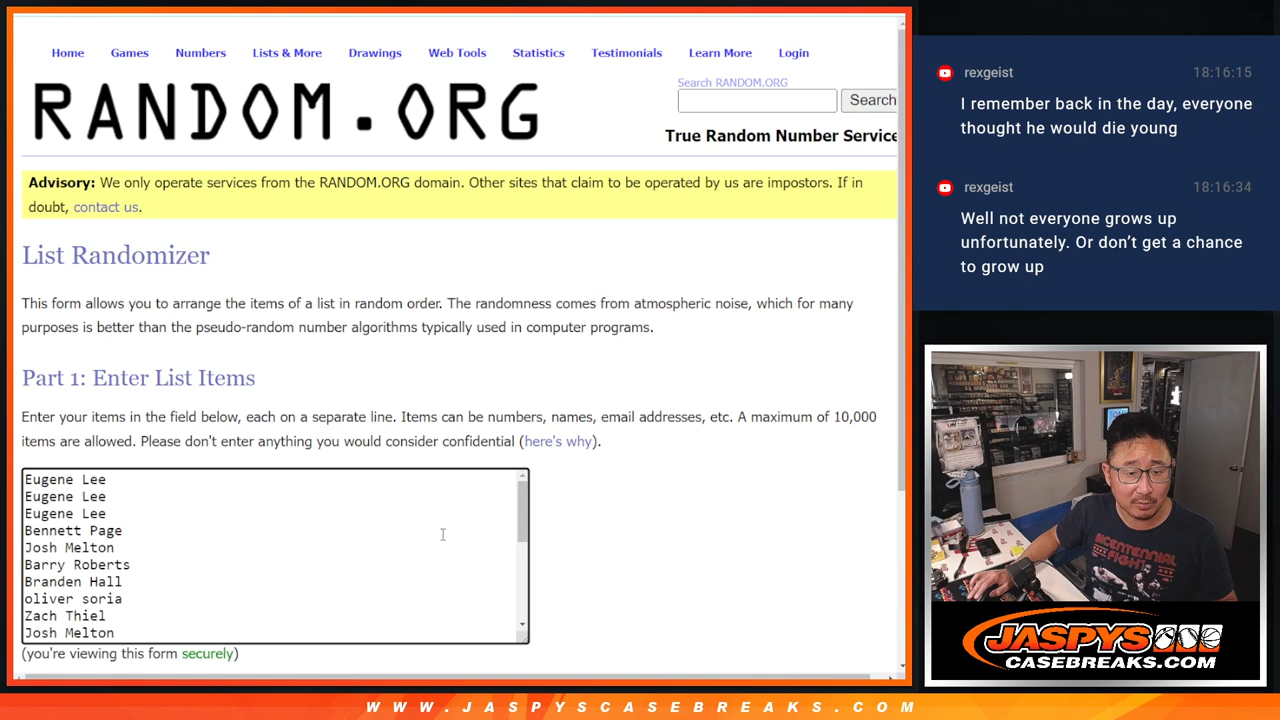 Home Games Numbers Lists & More Drawings Web Tools Statistics Testimonials Learn More Login
RANDOM.ORG
Search RANDOM.ORG
Search
True Random Number Service
Advisory: We only operate services from the RANDOM.ORG domain. Other sites that claim to be operated by us are impostors. If in
doubt, contact us.
List Randomizer
This form allows you to arrange the items of a list in random order. The randomness comes from atmospheric noise, which for many
purposes is better than the pseudo-random number algorithms typically used in computer programs.
Part 1: Enter List Items
Enter your items in the field below, each on a separate line. Items can be numbers, names, email addresses, etc. A maximum of 10,000
items are allowed. Please don't enter anything you would consider confidential (here's why).
Eugene Lee
Eugene Lee
Eugene Lee
Bennett Page
Josh Melton
Barry Roberts
Branden Hall
oliver soria
Zach Thiel
Josh Melton
(you're viewing this form securely)
rexgeist 18:16:15
I remember back in the day, everyone
thought he would die young
rexgeist 18:16:34
Well not everyone grows up
unfortunately. Or don't get a chance
to grow up
BICENTENNIAL
FIGHT
JASPYS
CASEBREAKS.COM
WWW.JASPYSCASEBREAKS.COM